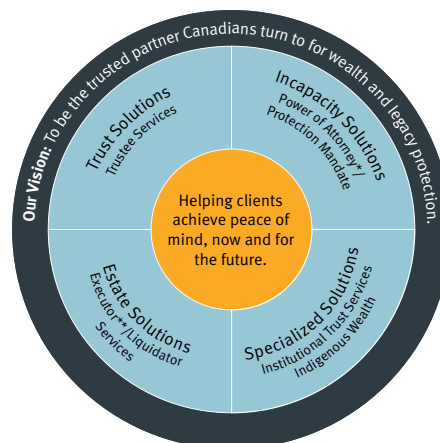 Our Vision: To be the trusted partner Canadians turn to for wealth and legacy protection.
Trust Solutions
Trustee Services
Incapacity Solutions
Power of Attorney*/
Protection Mandate
Helping clients
achieve peace of
mind, now and for
the future.
Estate Solutions
Executor**/Liquidator
Services
Specialized Solutions
Institutional Trust Services
Indigenous Wealth